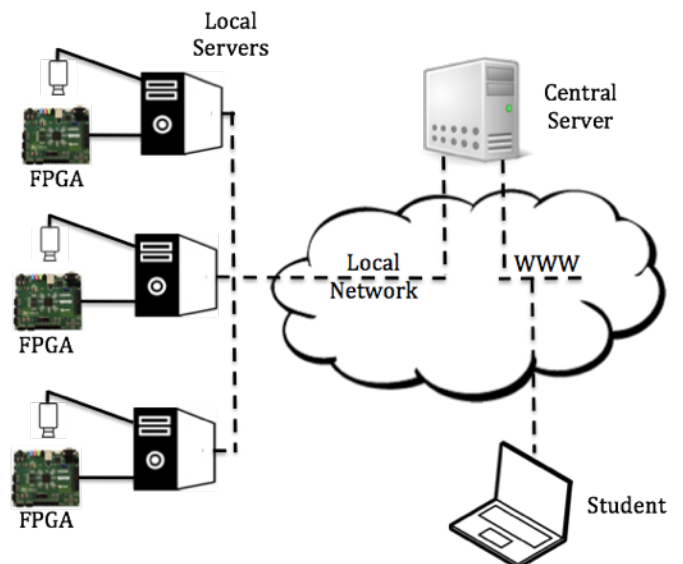 Local
Servers
Central
Server
FPGA
Local
Network
WWW
FPGA
Student
FPGA